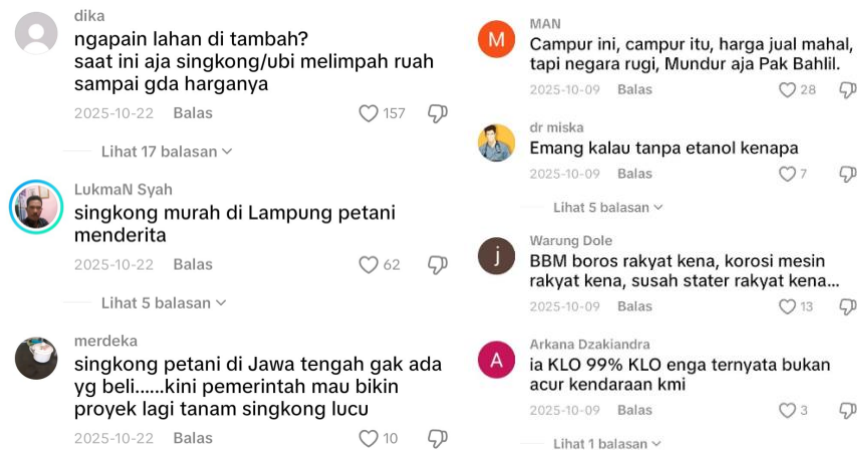 dika
ngapain lahan di tambah?
saat ini aja singkong/ubi melimpah ruah
sampai gda harganya
2025-10-22 Balas 157
Lihat 17 balasan
LukmaN Syah
singkong murah di Lampung petani
menderita
2025-10-22 Balas 62
Lihat 5 balasan
merdeka
singkong petani di Jawa tengah gak ada
yg beli......kini pemerintah mau bikin
proyek lagi tanam singkong lucu
2025-10-22 Balas 10
M
MAN
Campur ini, campur itu, harga jual mahal,
tapi negara rugi, Mundur aja Pak Bahlil.
2025-10-09 Balas 28
dr miska
Emang kalau tanpa etanol kenapa
2025-10-09 Balas 7
Lihat 5 balasan
j
Warung Dole
BBM boros rakyat kena, korosi mesin
rakyat kena, susah stater rakyat kena...
2025-10-09 Balas 13
A
Arkana Dzakiandra
ia KLO 99% KLO enga ternyata bukan
acur kendaraan kmi
2025-10-09 Balas 3
Lihat 1 balasan